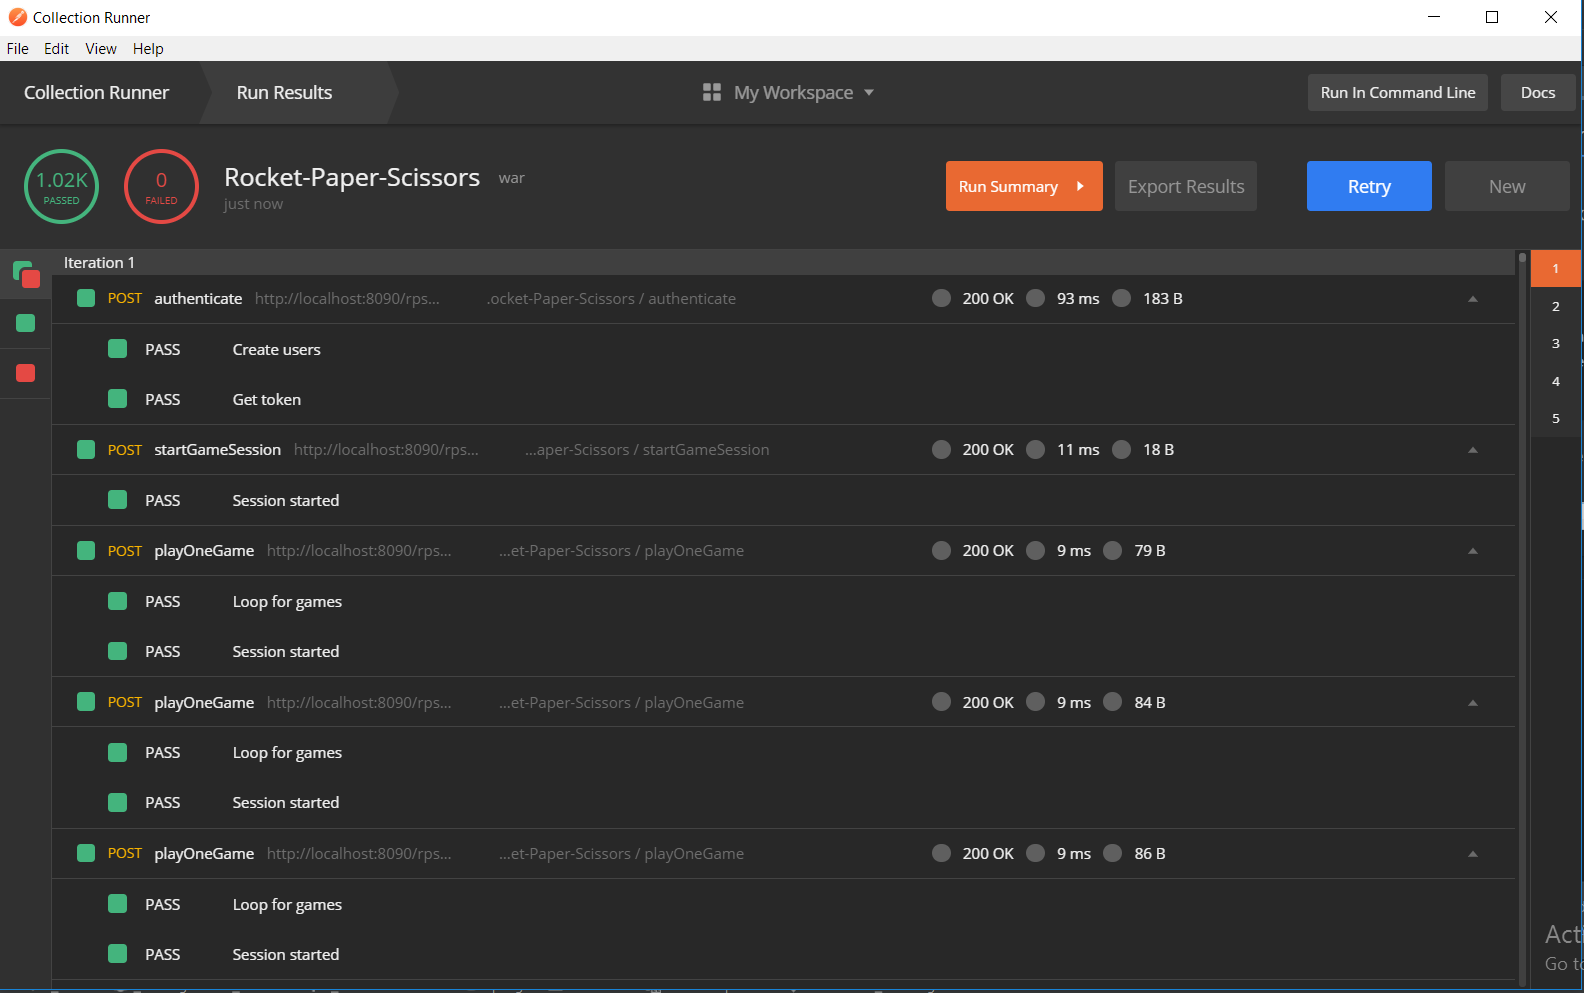 Collection Runner
File Edit View Help
Collection Runner Run Results My Workspace Run In Command Line Docs
1.02K PASSED 0 FAILED Rocket-Paper-Scissors war
just now
Run Summary Export Results Retry New
Iteration 1
POST authenticate http://localhost:8090/rps... .ocket-Paper-Scissors / authenticate 200 OK 93 ms 183 B
PASS Create users
PASS Get token
POST startGameSession http://localhost:8090/rps... ...aper-Scissors / startGameSession 200 OK 11 ms 18 B
PASS Session started
POST playOneGame http://localhost:8090/rps... ...et-Paper-Scissors / playOneGame 200 OK 9 ms 79 B
PASS Loop for games
PASS Session started
POST playOneGame http://localhost:8090/rps... ...et-Paper-Scissors / playOneGame 200 OK 9 ms 84 B
PASS Loop for games
PASS Session started
POST playOneGame http://localhost:8090/rps... ...et-Paper-Scissors / playOneGame 200 OK 9 ms 86 B
PASS Loop for games
PASS Session started
1
2
3
4
5
Acti
Go to